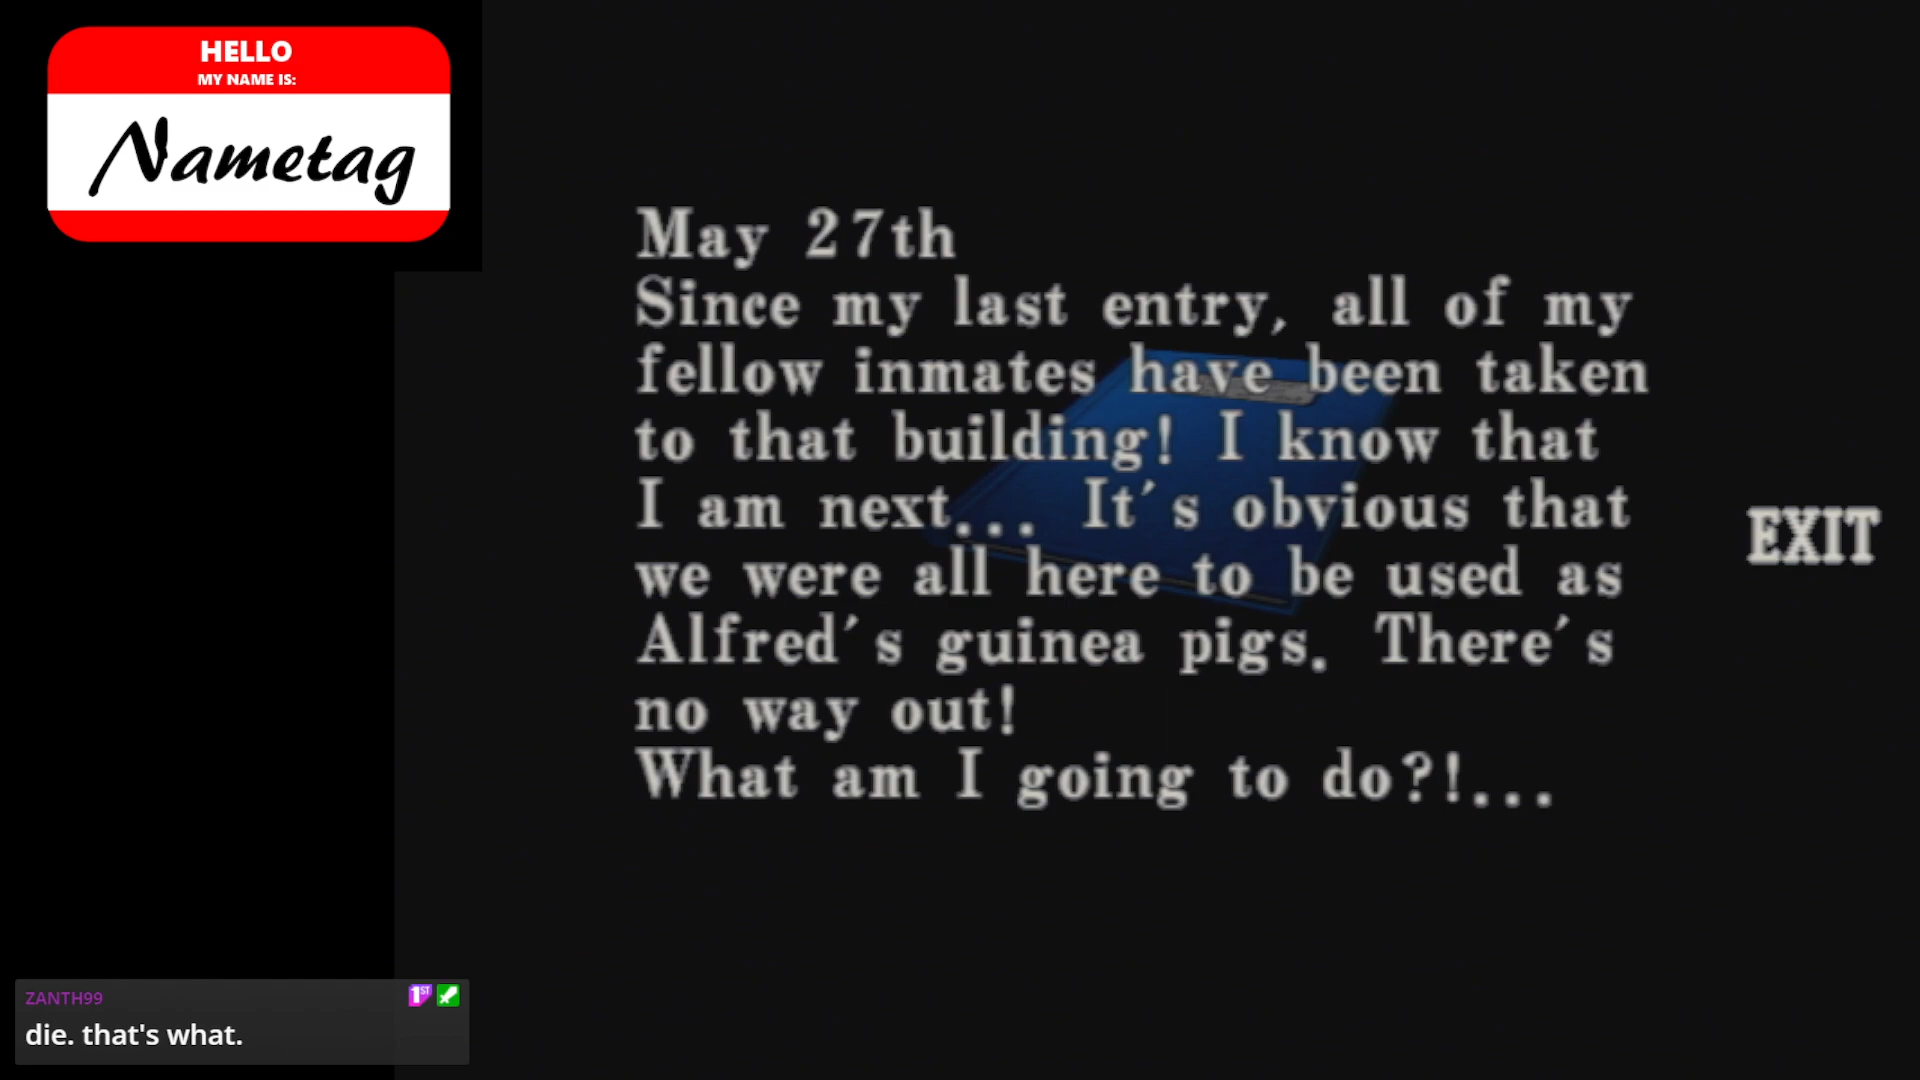 HELLO
MY NAME IS:
Nametag
May 27th
Since my last entry, all of my
fellow inmates have been taken
to that building! I know that
I am next... It's obvious that
we were all here to be used as
Alfred's guinea pigs. There's
no way out!
What am I going to do?!...
EXIT
ZANTH99
1ST
die. that's what.